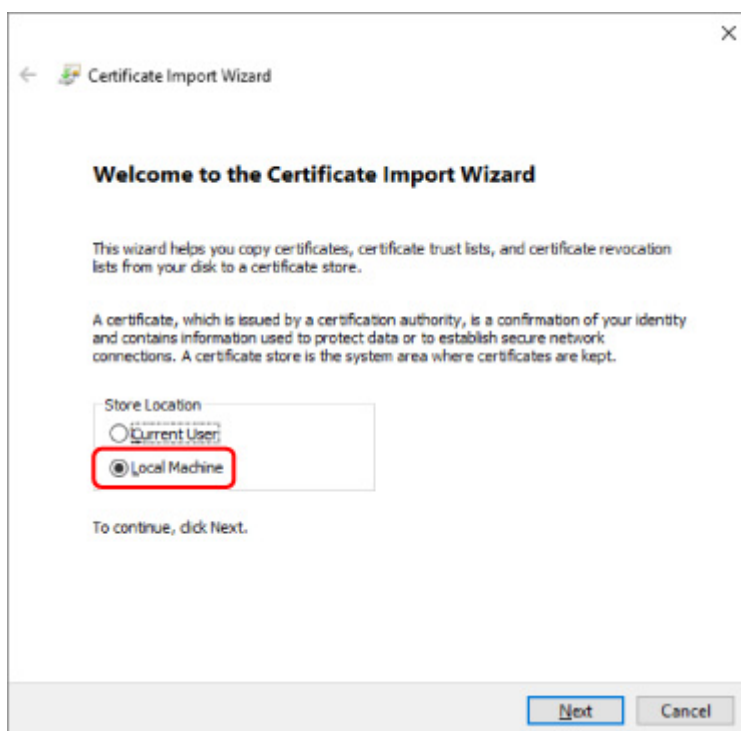 Certificate Import Wizard
Welcome to the Certificate Import Wizard
This wizard helps you copy certificates, certificate trust lists, and certificate revocation
lists from your disk to a certificate store.
A certificate, which is issued by a certification authority, is a confirmation of your identity
and contains information used to protect data or to establish secure network
connections. A certificate store is the system area where certificates are kept.
Store Location
Current User
Local Machine
To continue, click Next.
Next
Cancel